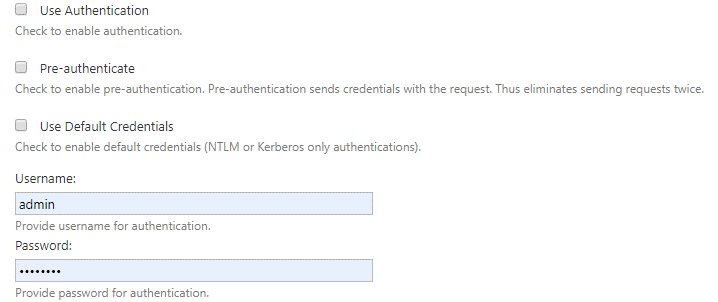 Use Authentication
Check to enable authentication.
Pre-authenticate
Check to enable pre-authentication. Pre-authentication sends credentials with the request. Thus eliminates sending requests twice.
Use Default Credentials
Check to enable default credentials (NTLM or Kerberos only authentications).
Username:
admin
Provide username for authentication.
Password:
••••••••
Provide password for authentication.